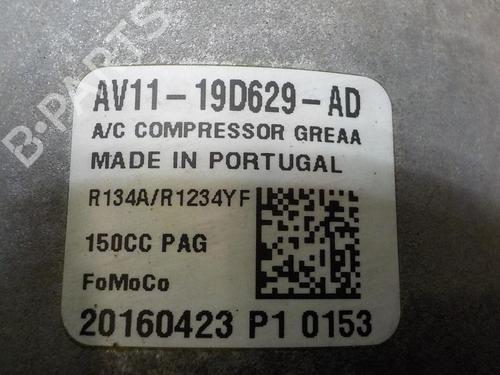 B-PARTS
AV11-19D629-AD
A/C COMPRESSOR GREAA
MADE IN PORTUGAL
R134A/R1234YF
150CC PAG
FoMoCo
20160423 P1 0153